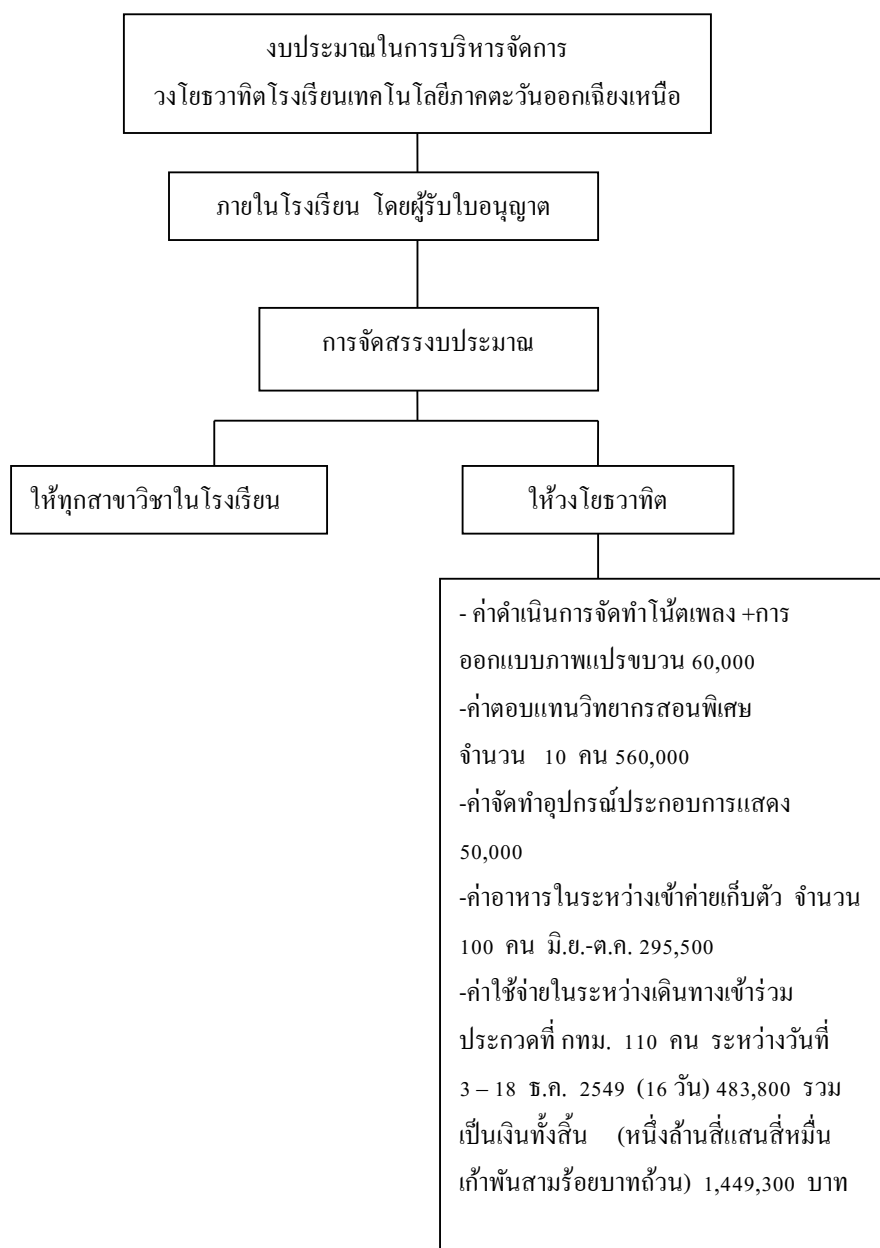 งบประมาณในการบริหารจัดการ
วงโยธวาทิตโรงเรียนเทคโนโลยีภาคตะวันออกเฉียงเหนือ
ภายในโรงเรียน โดยผู้รับใบอนุญาต
การจัดสรรงบประมาณ
ให้ทุกสาขาวิชาในโรงเรียน
ให้วงโยธวาทิต
- ค่าดำเนินการจัดทำโน้ตเพลง +การ
ออกแบบภาพแปรขบวน 60,000
-ค่าตอบแทนวิทยากรสอนพิเศษ
จำนวน 10 คน 560,000
-ค่าจัดทำอุปกรณ์ประกอบการแสดง
50,000
-ค่าอาหารในระหว่างเข้าค่ายเก็บตัว จำนวน
100 คน มิ.ย.-ต.ค. 295,500
-ค่าใช้จ่ายในระหว่างเดินทางเข้าร่วม
ประกวดที่ กทม. 110 คน ระหว่างวันที่
3 – 18 ธ.ค. 2549 (16 วัน) 483,800 รวม
เป็นเงินทั้งสิ้น (หนึ่งล้านสี่แสนสี่หมื่น
เก้าพันสามร้อยบาทถ้วน) 1,449,300 บาท